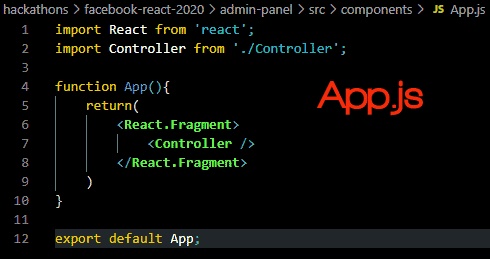 hackathons > facebook-react-2020 > admin-panel > src > components > JS App.js
1 import React from 'react';
2 import Controller from './Controller';
3
4 function App(){
5     return(
6         <React.Fragment>
7             <Controller />
8         </React.Fragment>
9     )
10 }
11
12 export default App;
App.js